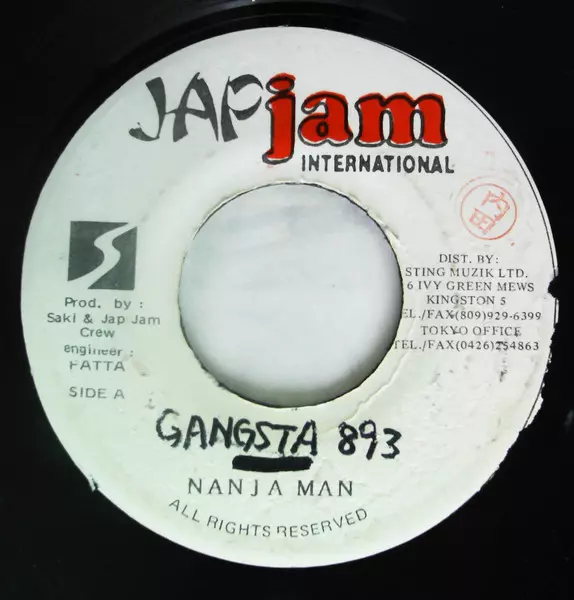 JAPjam
INTERNATIONAL
DIST. BY:
STING MUZIK LTD.
6 IVY GREEN MEWS
KINGSTON 5
EL./FAX(809)929-6399
TOKYO OFFICE
TEL./FAX(0426)254863
Prod. by :
Saki & Jap Jam
Crew
engineer :
FATTA
SIDE A
GANGSTA 893
NANJA MAN
ALL RIGHTS RESERVED